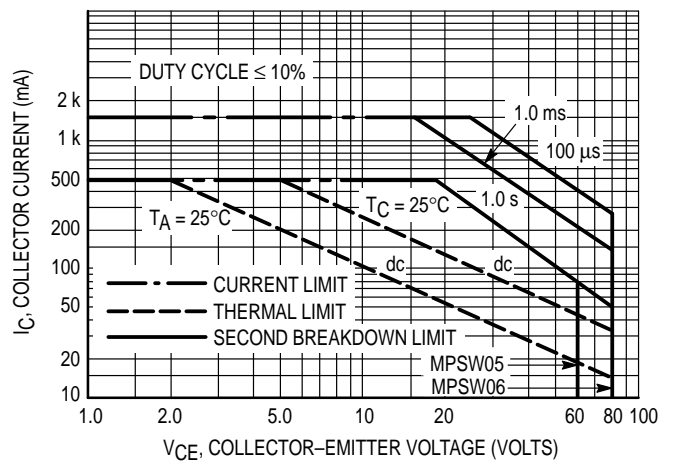 DUTY CYCLE ≤ 10%
2 k
1 k
500
200
100
50
20
10
IC, COLLECTOR CURRENT (mA)
1.0 ms
100 µs
1.0 s
TA = 25°C
TC = 25°C
dc
dc
CURRENT LIMIT
THERMAL LIMIT
SECOND BREAKDOWN LIMIT
MPSW05
MPSW06
1.0 2.0 5.0 10 20 60 80 100
VCE, COLLECTOR–EMITTER VOLTAGE (VOLTS)